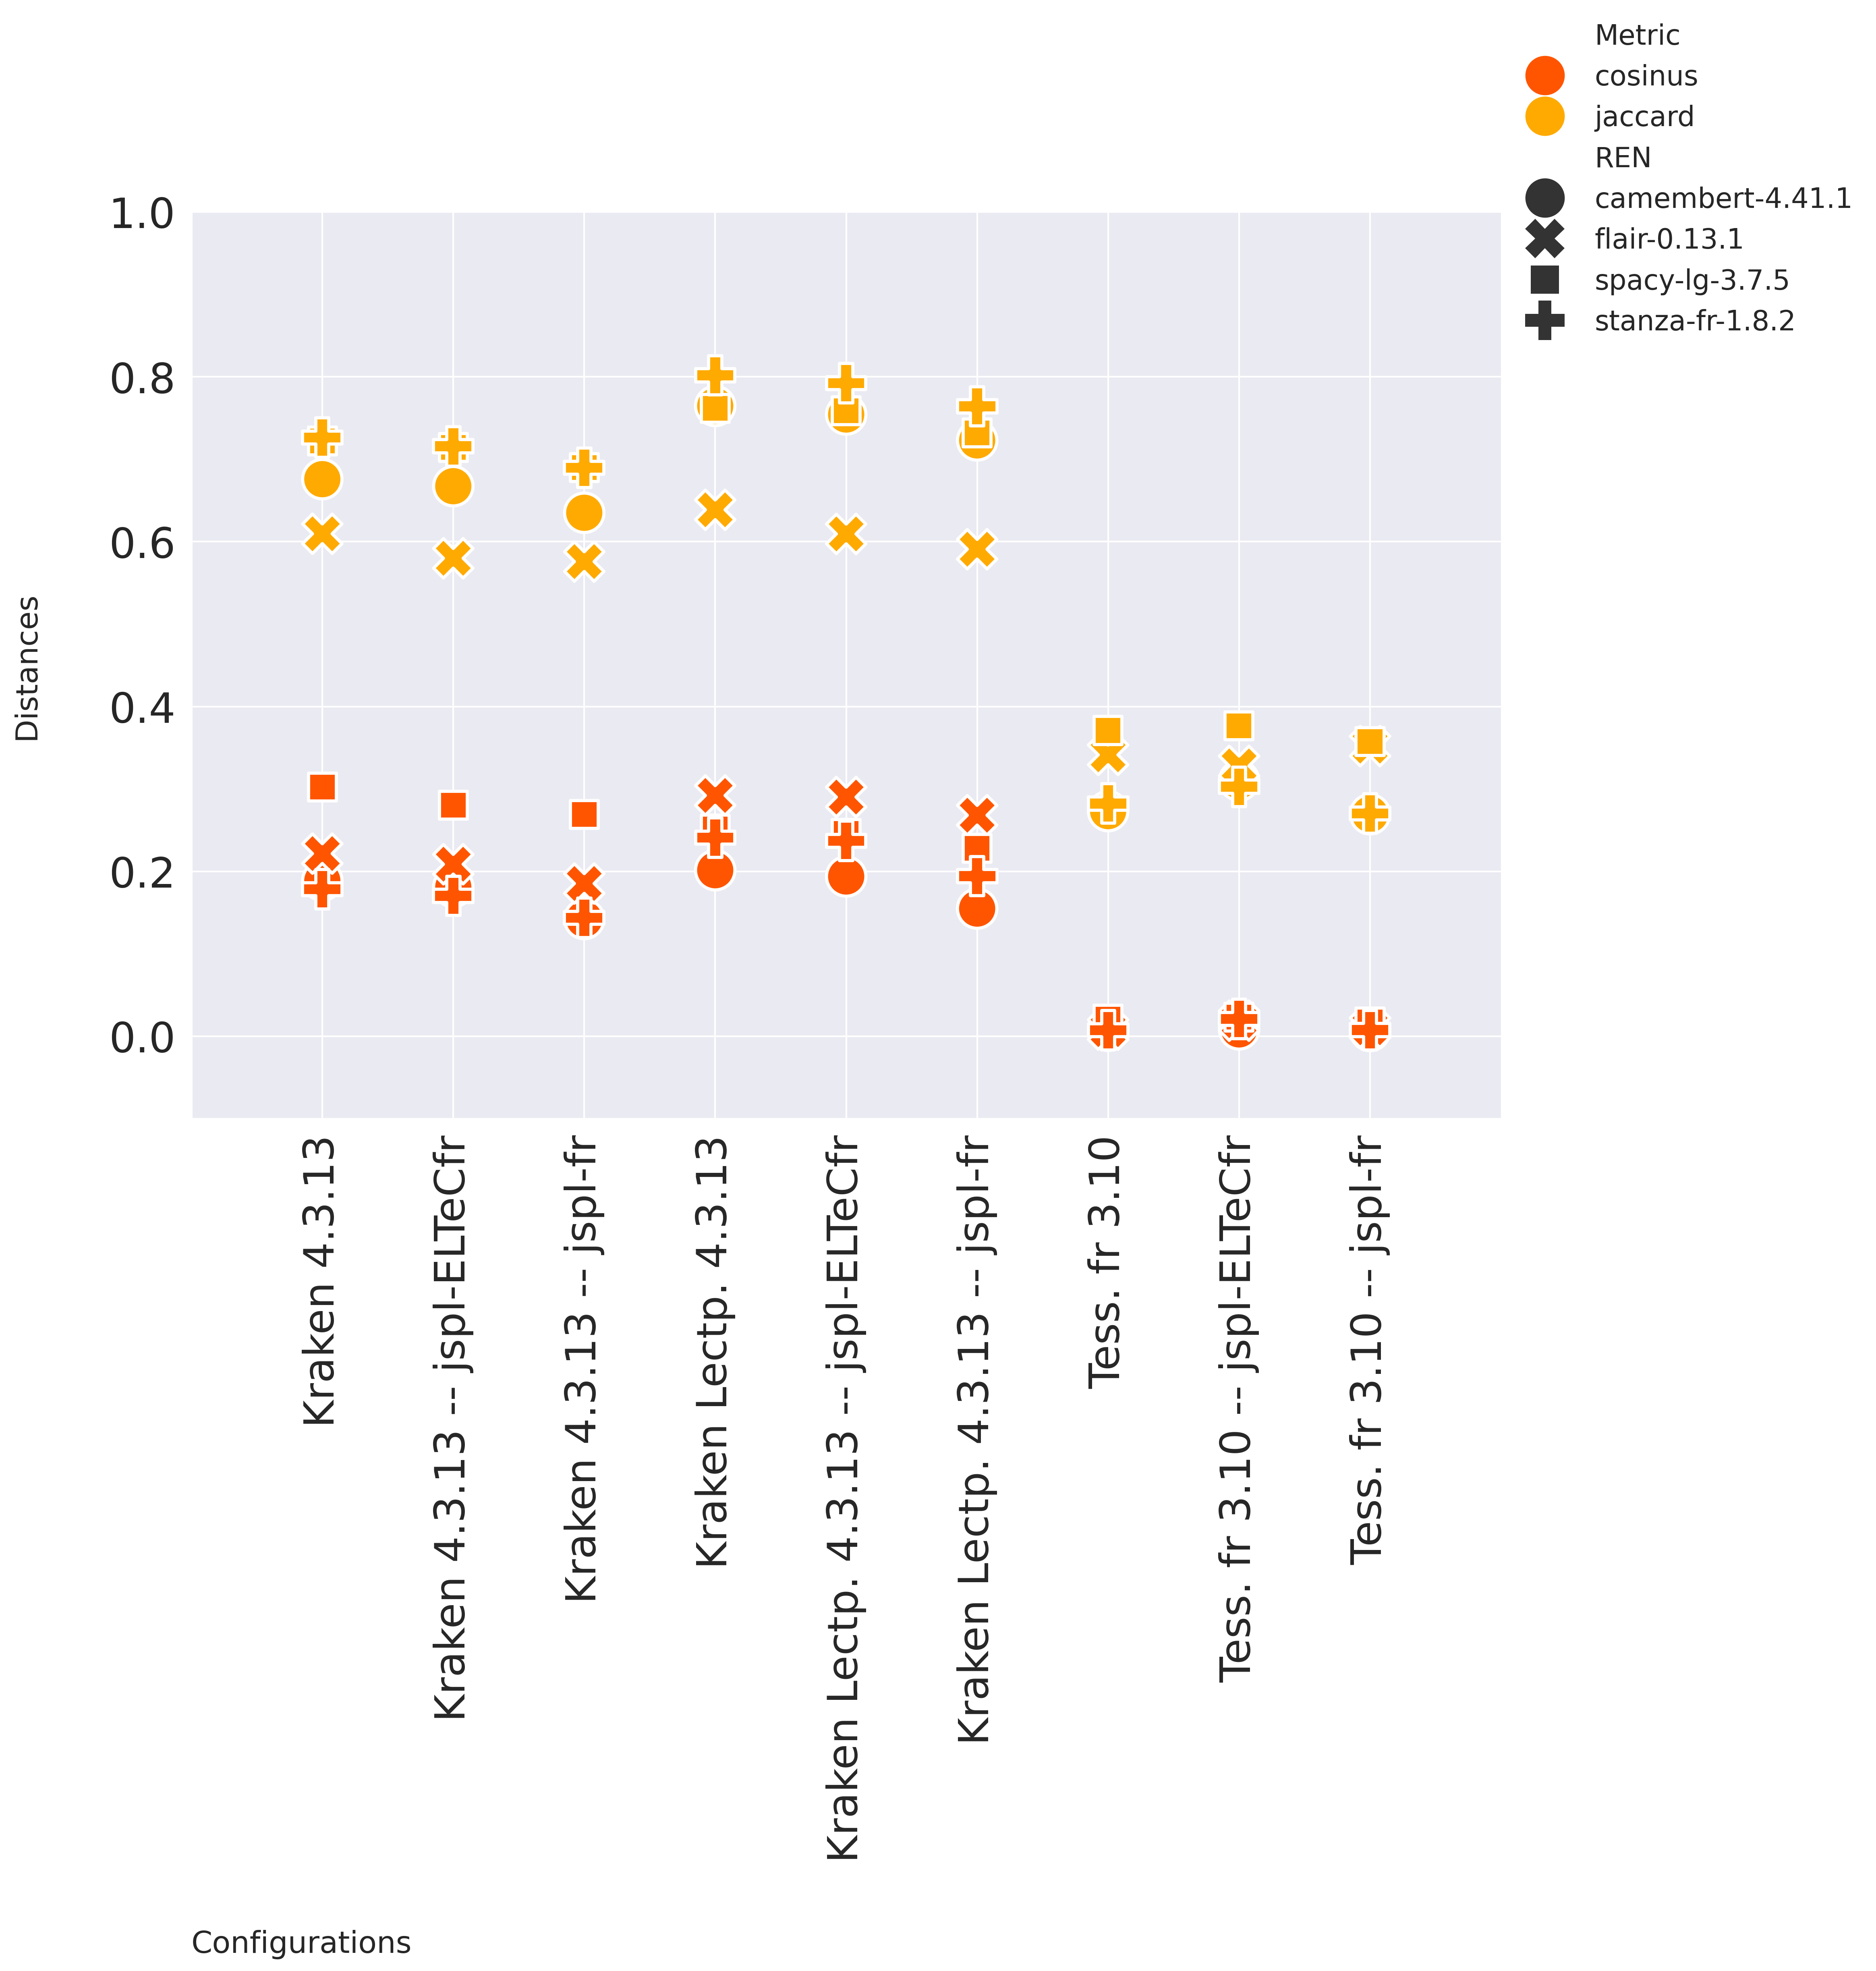 Metric
cosinus
jaccard
REN
camembert-4.41.1
flair-0.13.1
spacy-lg-3.7.5
stanza-fr-1.8.2
1.0
0.8
0.6
0.4
0.2
0.0
Distances
Kraken 4.3.13
Kraken 4.3.13 -- jspl-ELTeCfr
Kraken 4.3.13 -- jspl-fr
Kraken Lectp. 4.3.13
Kraken Lectp. 4.3.13 -- jspl-ELTeCfr
Kraken Lectp. 4.3.13 -- jspl-fr
Tess. fr 3.10
Tess. fr 3.10 -- jspl-ELTeCfr
Tess. fr 3.10 -- jspl-fr
Configurations